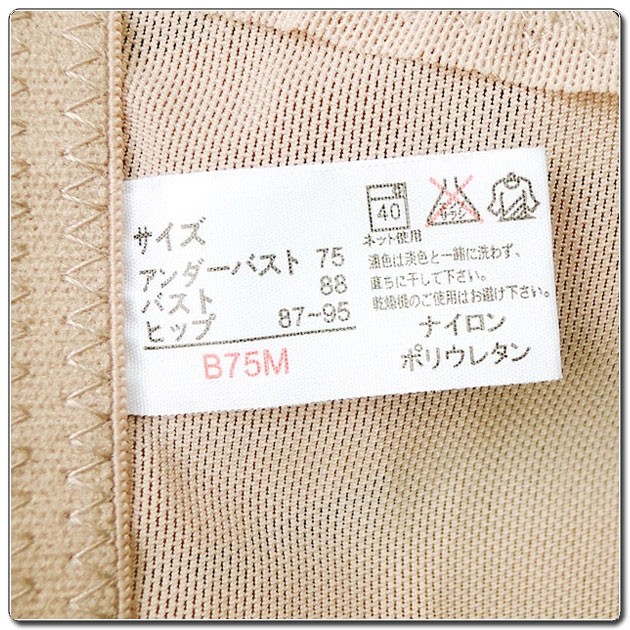 サイズ
アンダーバスト 75
バスト 88
ヒップ 87~95
B75M
40
サラシ
ネット使用
濃色は淡色と一緒に洗わず、
直ちに干して下さい。
乾燥機のご使用はお避け下さい。
ナイロン
ポリウレタン